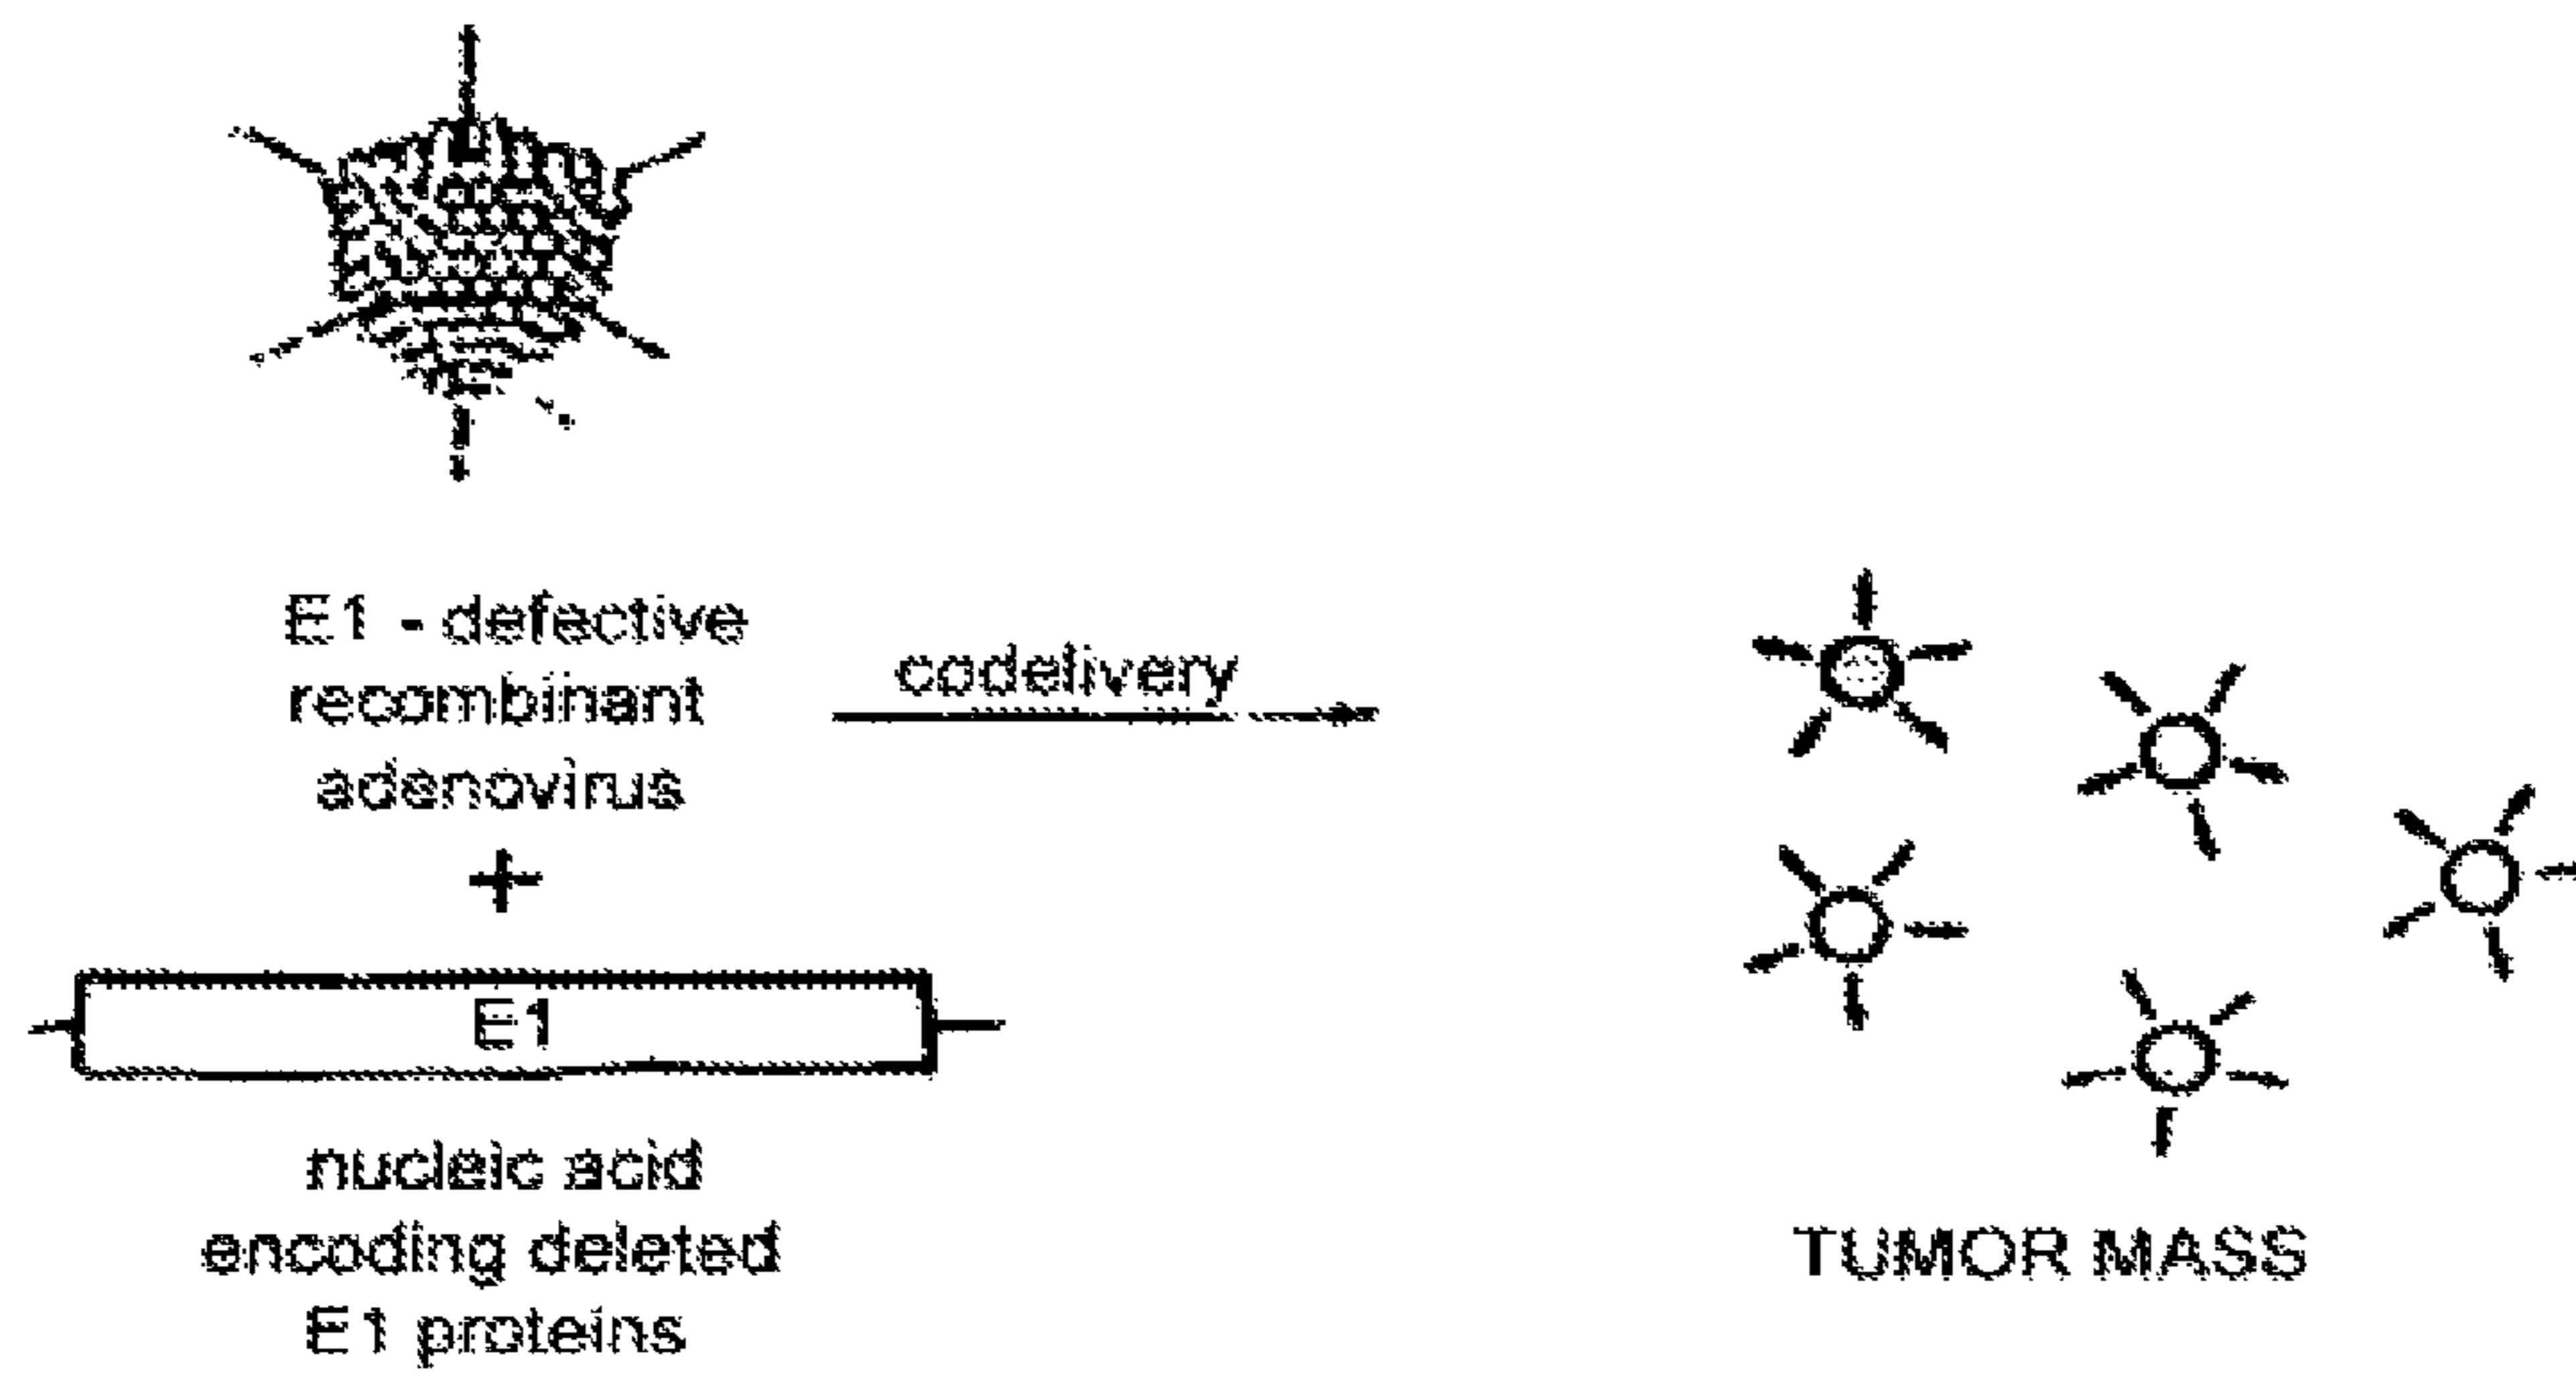 E1 - defective
recombinant
adenovirus
+
E1
nucleic acid
encoding deleted
E1 proteins
codelivery
TUMOR MASS